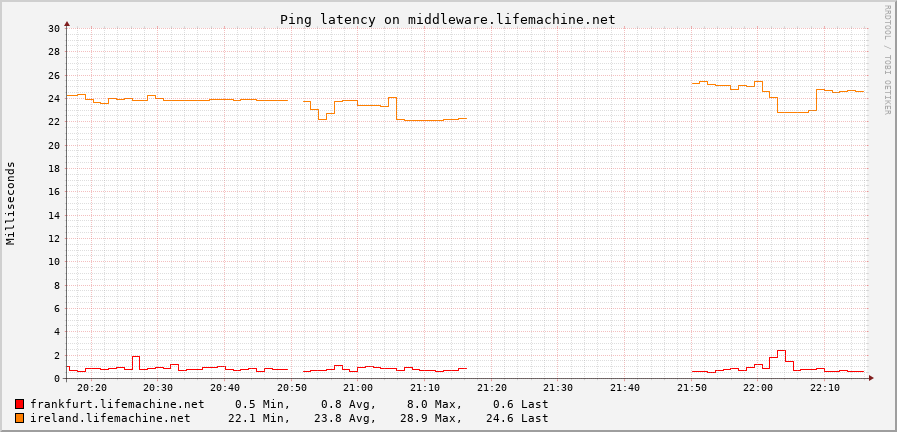 Ping latency on middleware.lifemachine.net
RRDTOOL / TOBI OETIKER
Milliseconds
30
28
26
24
22
20
18
16
14
12
10
8
6
4
2
0
20:20 20:30 20:40 20:50 21:00 21:10 21:20 21:30 21:40 21:50 22:00 22:10
frankfurt.lifemachine.net 0.5 Min, 0.8 Avg, 8.0 Max, 0.6 Last
ireland.lifemachine.net 22.1 Min, 23.8 Avg, 28.9 Max, 24.6 Last